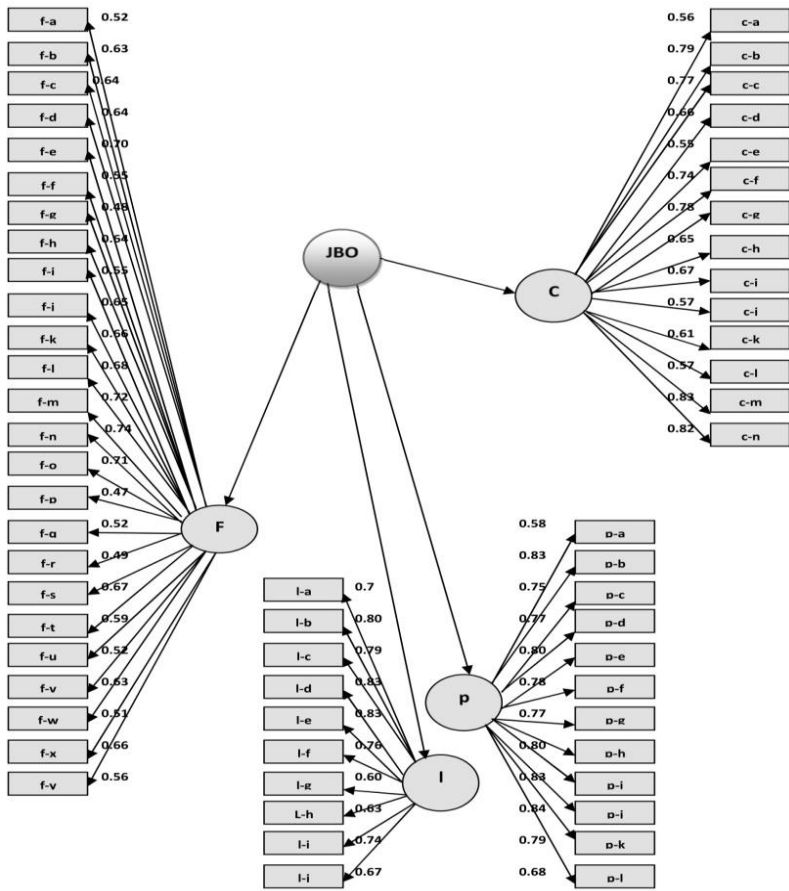 f-a 0.52
f-b 0.63
f-c 0.64
f-d 0.64
f-e 0.70
f-f 0.55
f-g 0.48
f-h 0.64
f-i 0.55
f-j 0.65
f-k 0.66
f-l 0.68
f-m 0.72
f-n 0.74
f-o 0.71
f-p 0.47
f-q 0.52
f-r 0.49
f-s 0.67
f-t 0.59
f-u 0.52
f-v 0.53
f-w 0.51
f-x 0.66
f-y 0.56
F
JBO
C
0.56 c-a
0.79 c-b
0.77 c-c
0.66 c-d
0.55 c-e
0.74 c-f
0.78 c-g
0.65 c-h
0.67 c-i
0.57 c-j
0.61 c-k
0.57 c-l
0.83 c-m
0.82 c-n
l-a 0.7
l-b 0.80
l-c 0.79
l-d 0.83
l-e 0.83
l-f 0.76
l-g 0.60
L-h 0.63
l-i 0.74
l-j 0.67
l
p
0.58 p-a
0.83 p-b
0.75 p-c
0.77 p-d
0.80 p-e
0.78 p-f
0.77 p-g
0.80 p-h
0.83 p-i
0.84 p-j
0.79 p-k
0.68 p-l